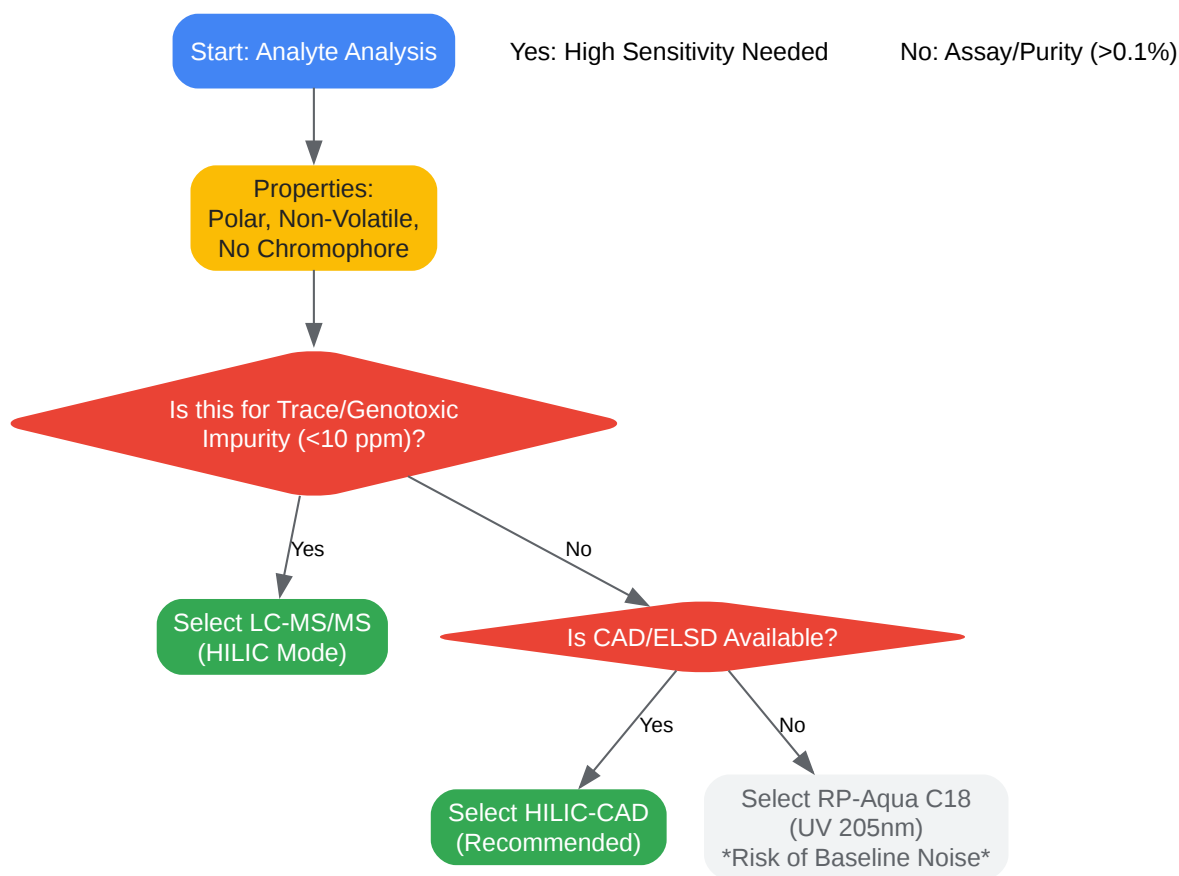 Start: Analyte Analysis
Yes: High Sensitivity Needed
No: Assay/Purity (>0.1%)
Properties:
Polar, Non-Volatile,
No Chromophore
Is this for Trace/Genotoxic
Impurity (<10 ppm)?
Yes
No
Select LC-MS/MS
(HILIC Mode)
Is CAD/ELSD Available?
Yes
No
Select HILIC-CAD
(Recommended)
Select RP-Aqua C18
(UV 205nm)
*Risk of Baseline Noise*